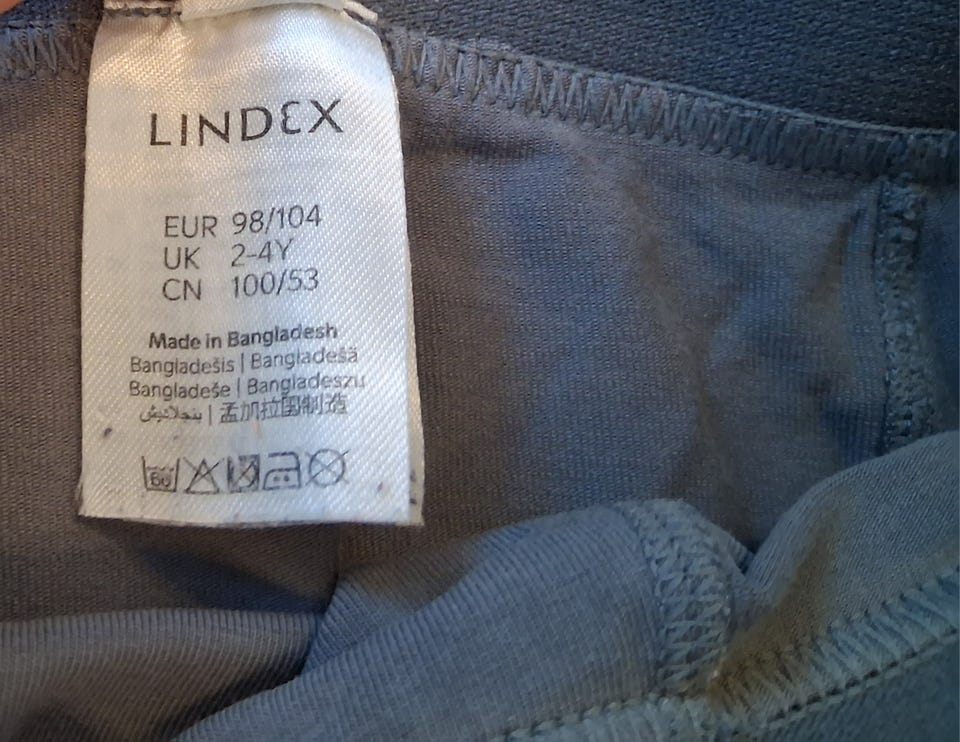 LINDEX
EUR 98/104
UK 2-4Y
CN 100/53
Made in Bangladesh
Bangladešis | Bangladešā
Bangladeše | Bangladeszu
بنجلاديش | 孟加拉国制造
60